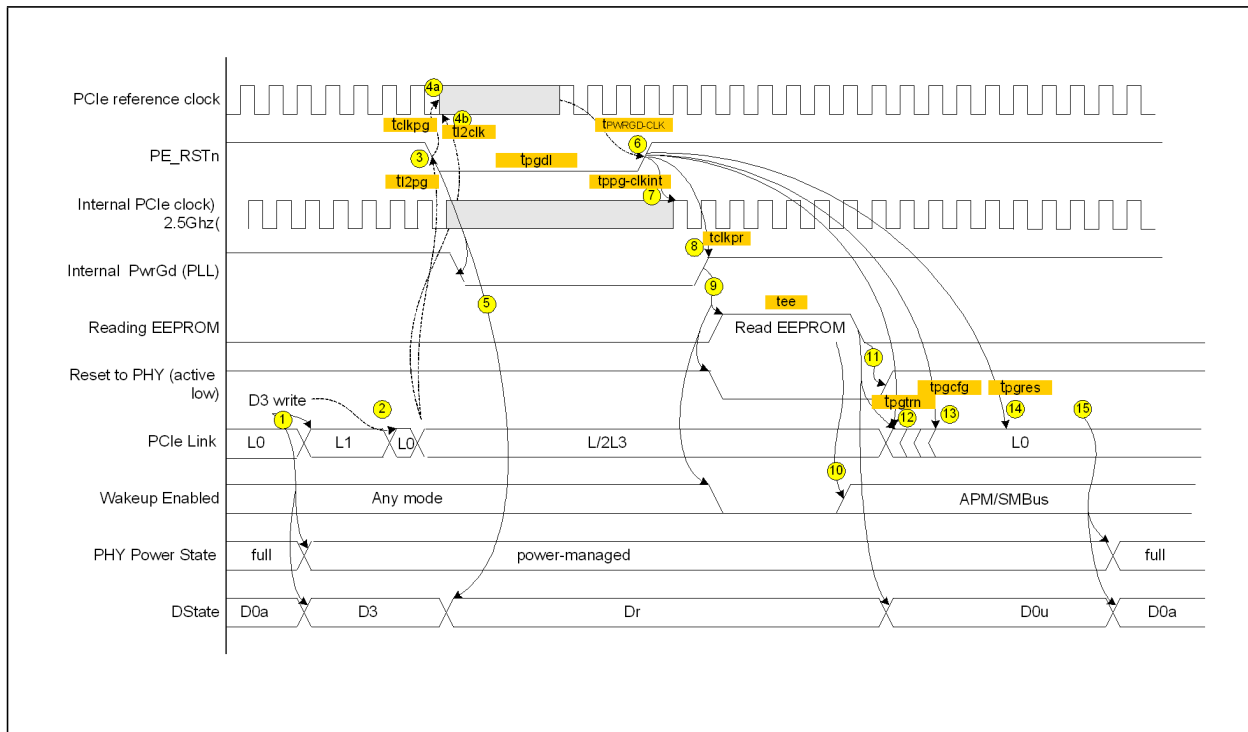 4a
PCIe reference clock
4b
tclkpg
tl2clk
tPWRGD-CLK
6
3
PE_RSTn
tpgdl
tl2pg
tppg-clkint
7
Internal PCIe clock)
2.5Ghz(
tclkpr
8
Internal PwrGd (PLL)
9
5
tee
Reading EEPROM
Read EEPROM
11
Reset to PHY (active
low)
tpgcfg
tpgres
D3 write
2
tpgtrn
1
12
13
14
15
PCIe Link
L0
L1
L0
L/2L3
L0
10
Wakeup Enabled
Any mode
APM/SMBus
PHY Power State
full
power-managed
full
DState
D0a
D3
Dr
D0u
D0a